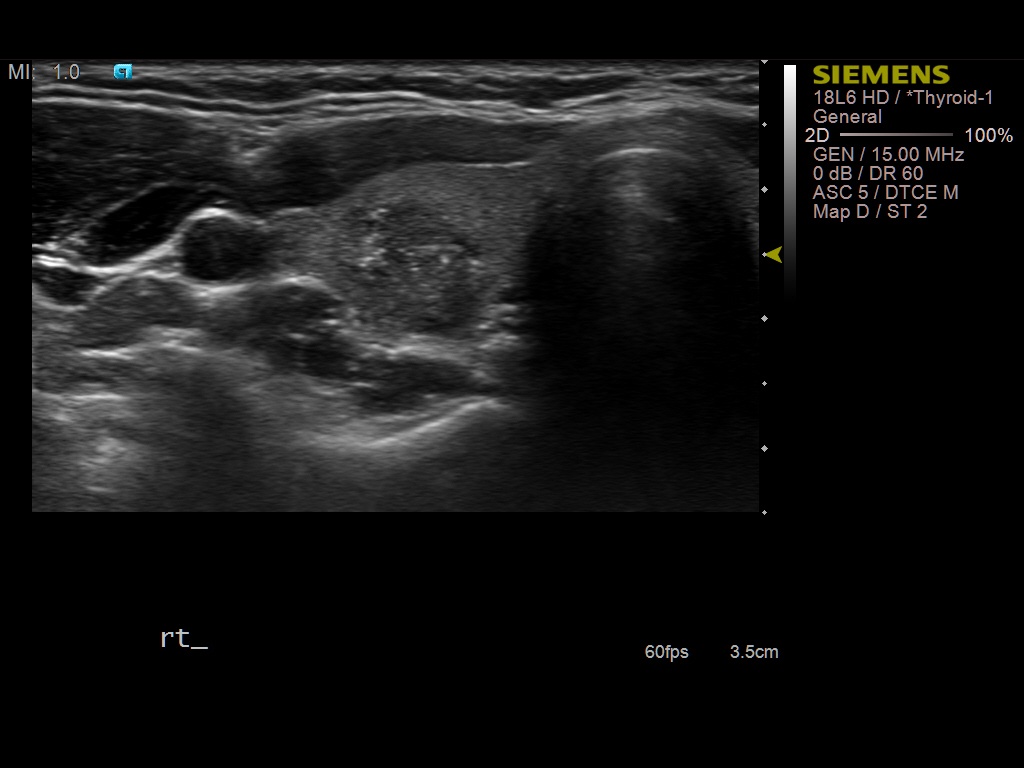 MI: 1.0
SIEMENS
18L6 HD / *Thyroid-1
General
2D 100%
GEN / 15.00 MHz
0 dB / DR 60
ASC 5 / DTCE M
Map D / ST 2
rt_
60fps 3.5cm